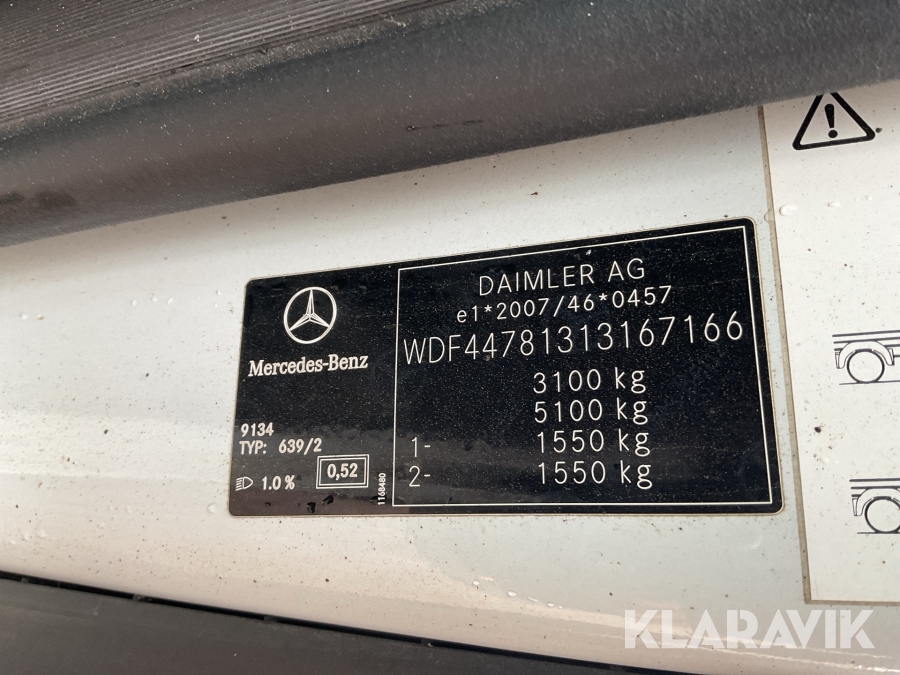 DAIMLER AG
e1*2007/46*0457
WDF44781313167166
3100 kg
5100 kg
1- 1550 kg
2- 1550 kg
Mercedes-Benz
9134
TYP: 639/2
1.0 % 0,52
1168480
KLARAVIK